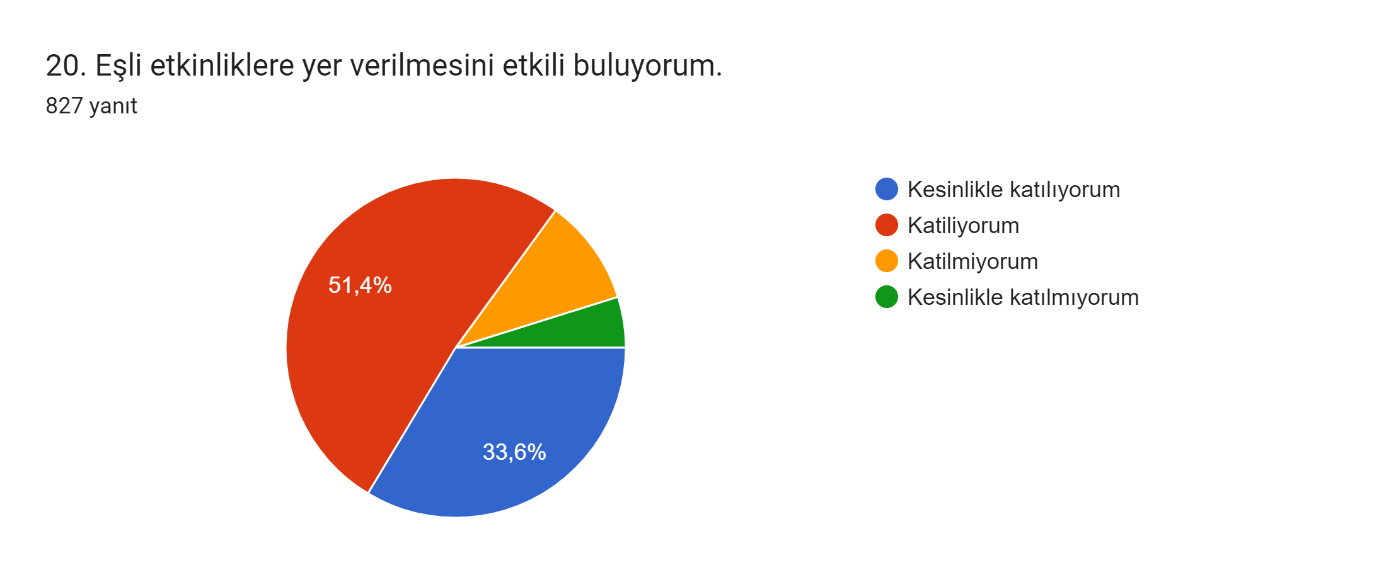 20. Eşli etkinliklere yer verilmesini etkili buluyorum.
827 yanıt
Kesinlikle katılıyorum
Katiliyorum
Katilmiyorum
Kesinlikle katılmıyorum
51,4%
33,6%